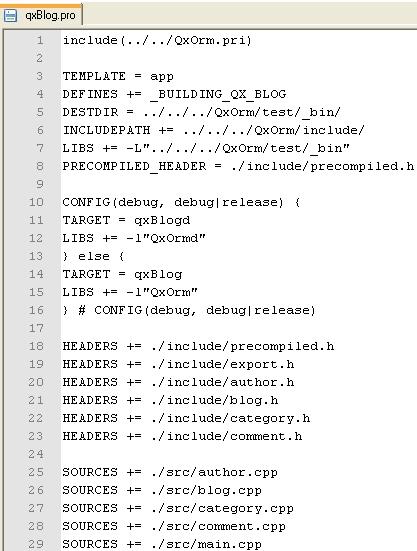 qxBlog.pro
1 include(../../QxOrm.pri)
2
3 TEMPLATE = app
4 DEFINES += _BUILDING_QX_BLOG
5 DESTDIR = ../../../QxOrm/test/_bin/
6 INCLUDEPATH += ../../../QxOrm/include/
7 LIBS += -L"../../../QxOrm/test/_bin"
8 PRECOMPILED_HEADER = ./include/precompiled.h
9
10 CONFIG(debug, debug|release) {
11 TARGET = qxBlogd
12 LIBS += -l"QxOrmd"
13 } else {
14 TARGET = qxBlog
15 LIBS += -l"QxOrm"
16 } # CONFIG(debug, debug|release)
17
18 HEADERS += ./include/precompiled.h
19 HEADERS += ./include/export.h
20 HEADERS += ./include/author.h
21 HEADERS += ./include/blog.h
22 HEADERS += ./include/category.h
23 HEADERS += ./include/comment.h
24
25 SOURCES += ./src/author.cpp
26 SOURCES += ./src/blog.cpp
27 SOURCES += ./src/category.cpp
28 SOURCES += ./src/comment.cpp
29 SOURCES += ./src/main.cpp